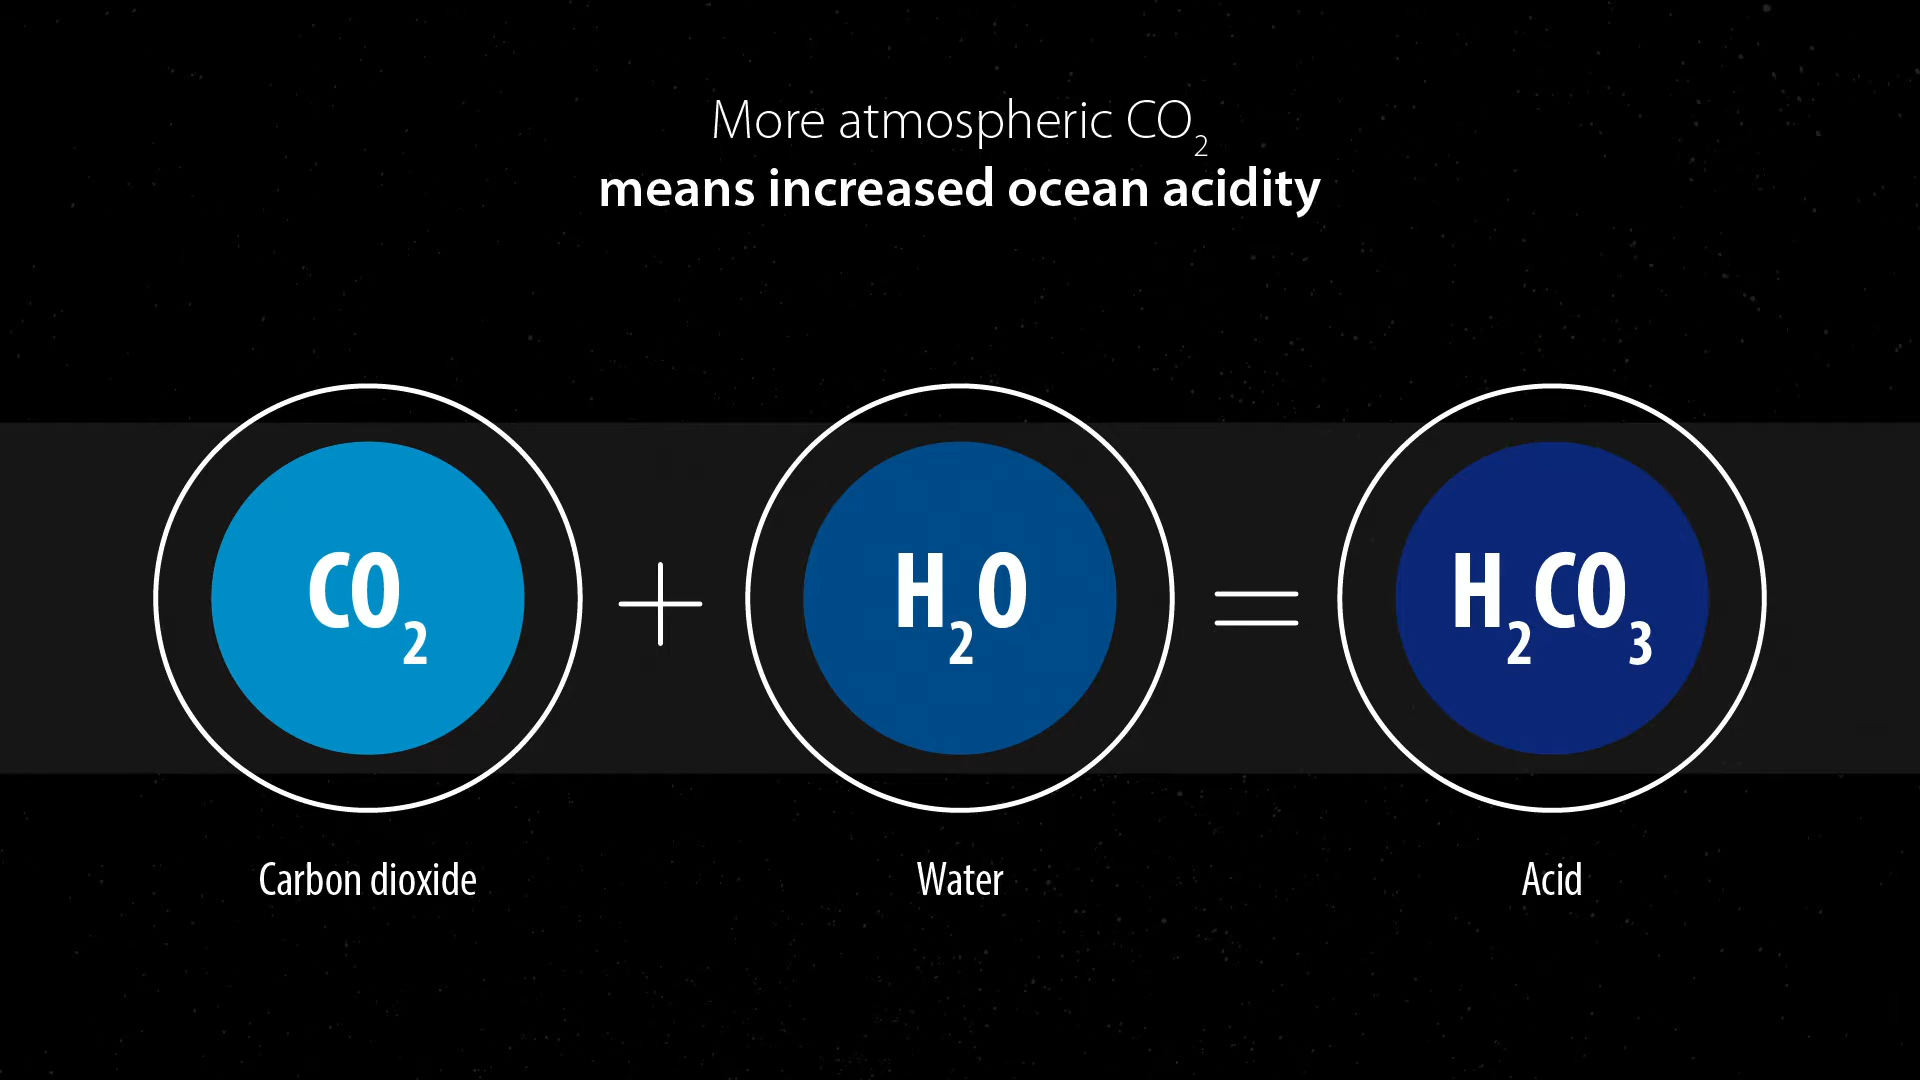 More atmospheric CO₂
means increased ocean acidity
CO₂ + H₂O = H₂CO₃
Carbon dioxide Water Acid